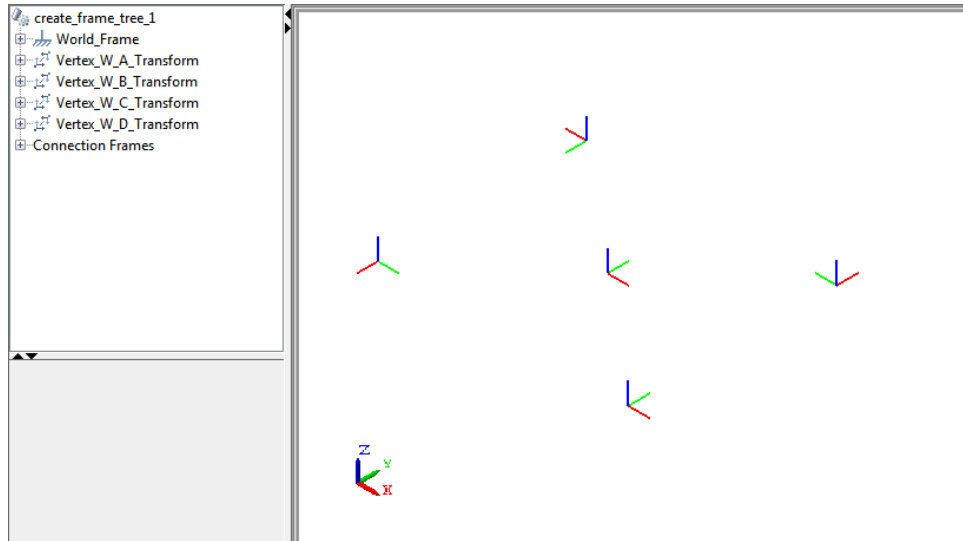 create_frame_tree_1
World_Frame
Vertex_W_A_Transform
Vertex_W_B_Transform
Vertex_W_C_Transform
Vertex_W_D_Transform
Connection Frames
Z
Y
X